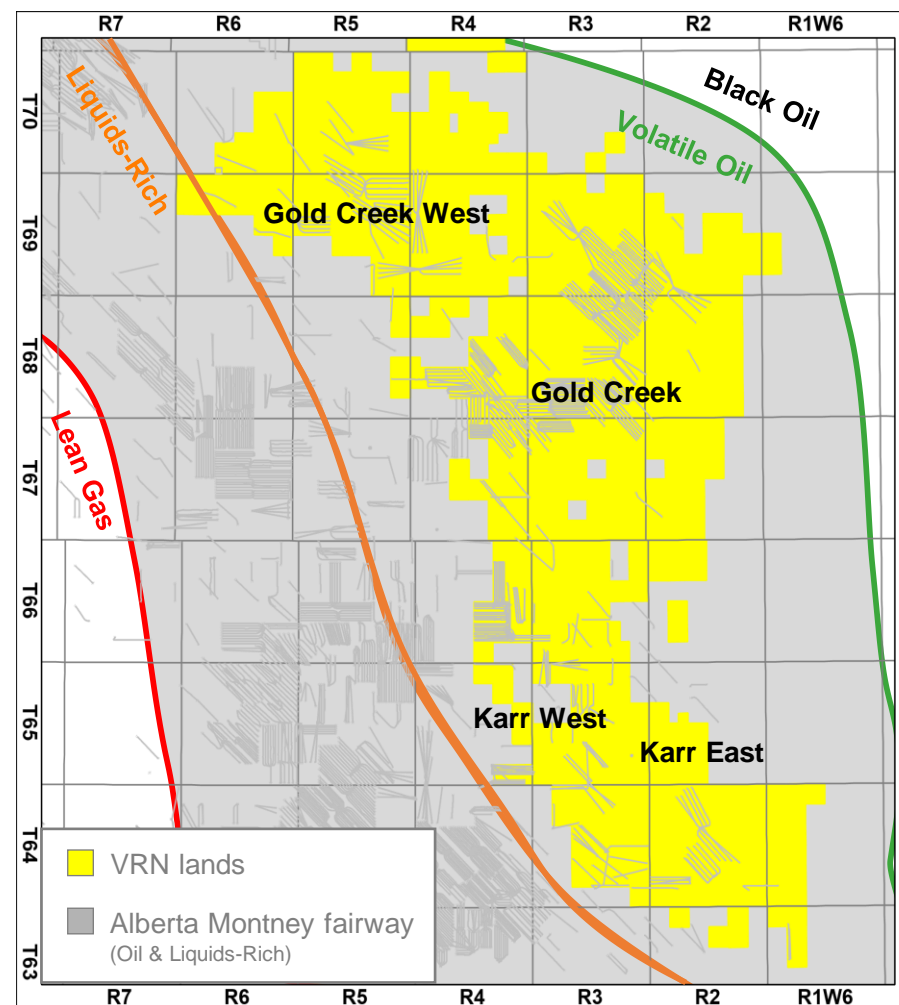 R7 R6 R5 R4 R3 R2 R1W6
Black Oil
Volatile Oil
Liquids-Rich
T70
Gold Creek West
T69
T68
Gold Creek
Lean Gas
T67
T66
Karr West
T65
Karr East
T64
VRN lands
Alberta Montney fairway
(Oil & Liquids-Rich)
T63
R7 R6 R5 R4 R3 R2 R1W6